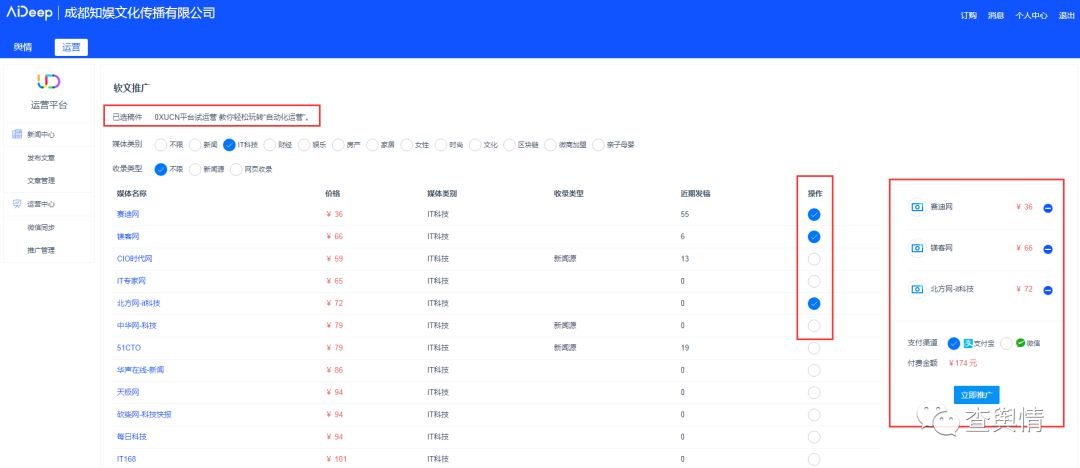 AiDeep 成都知娱文化传播有限公司
订购 消息 个人中心 退出
舆情 运营
运营平台
新闻中心
发布文章
文章管理
运营中心
微信同步
推广管理
软文推广
已选稿件 0XUCN平台试运营 教你轻松玩转“自动化运营”。
媒体类别 不限 新闻 IT科技 财经 娱乐 房产 家居 女性 时尚 文化 区块链 微商加盟 亲子母婴
收录类型 不限 新闻源 网页收录
媒体名称 价格 媒体类别 收录类型 近期发稿 操作
赛迪网 ¥ 36 IT科技 55
镁客网 ¥ 66 IT科技 6
CIO时代网 ¥ 59 IT科技 新闻源 13
IT专家网 ¥ 65 IT科技 0
北方网-it科技 ¥ 72 IT科技 0
中华网-科技 ¥ 79 IT科技 新闻源 0
51CTO ¥ 79 IT科技 新闻源 19
华声在线-新闻 ¥ 86 IT科技 0
天极网 ¥ 94 IT科技 0
砍柴网-科技快报 ¥ 94 IT科技 0
每日科技 ¥ 94 IT科技 0
IT168 ¥ 101 IT科技 0
赛迪网 ¥ 36
镁客网 ¥ 66
北方网-it科技 ¥ 72
支付渠道 支付宝 微信
付费金额 ¥174 元
立即推广
查舆情